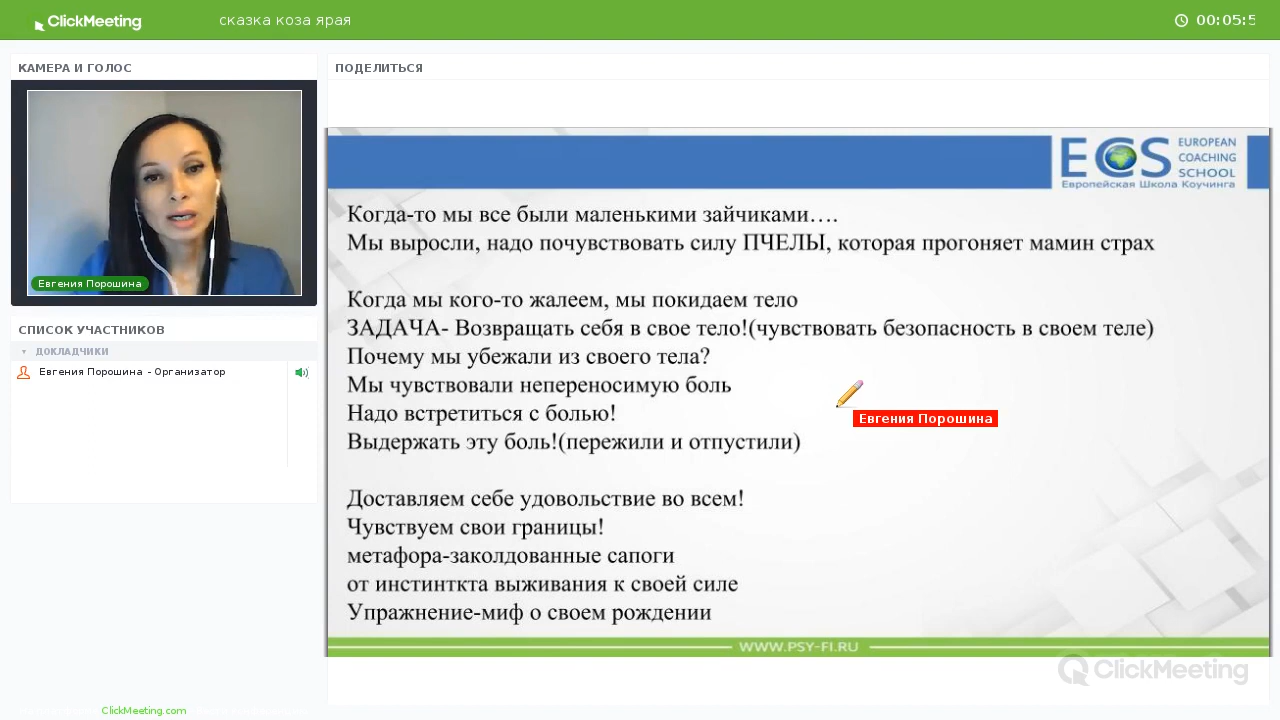 ClickMeeting
сказка коза ярая
00:05:5
КАМЕРА И ГОЛОС
ПОДЕЛИТЬСЯ
Евгения Порошина
СПИСОК УЧАСТНИКОВ
ДОКЛАДЧИКИ
Евгения Порошина - Организатор
ECS EUROPEAN COACHING SCHOOL
Европейская Школа Коучинга
Когда-то мы все были маленькими зайчиками….
Мы выросли, надо почувствовать силу ПЧЕЛЫ, которая прогоняет мамин страх
Когда мы кого-то жалеем, мы покидаем тело
ЗАДАЧА- Возвращать себя в свое тело!(чувствовать безопасность в своем теле)
Почему мы убежали из своего тела?
Мы чувствовали непереносимую боль
Надо встретиться с болью!
Выдержать эту боль!(пережили и отпустили)
Евгения Порошина
Доставляем себе удовольствие во всем!
Чувствуем свои границы!
метафора-заколдованные сапоги
от инстинткта выживания к своей силе
Упражнение-миф о своем рождении
WWW.PSY-FI.RU
ClickMeeting
ClickMeeting.com